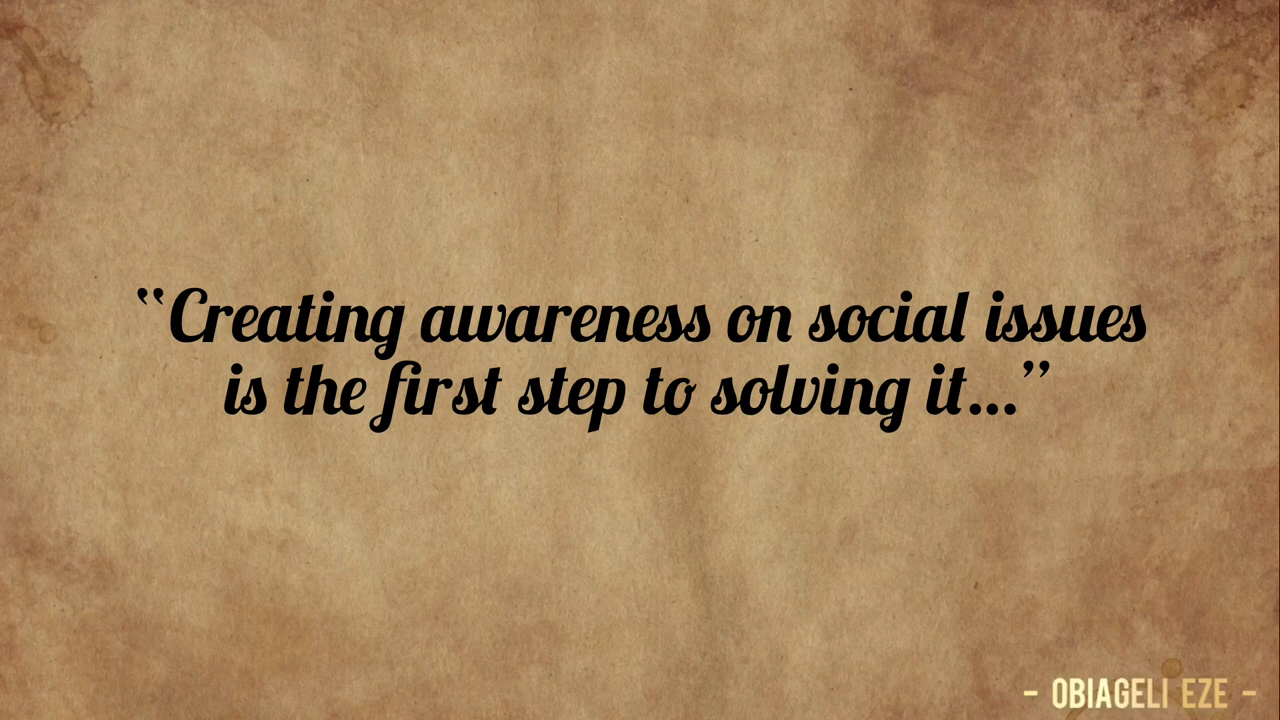 “Creating awareness on social issues
is the first step to solving it...”
- OBIAGELI EZE -